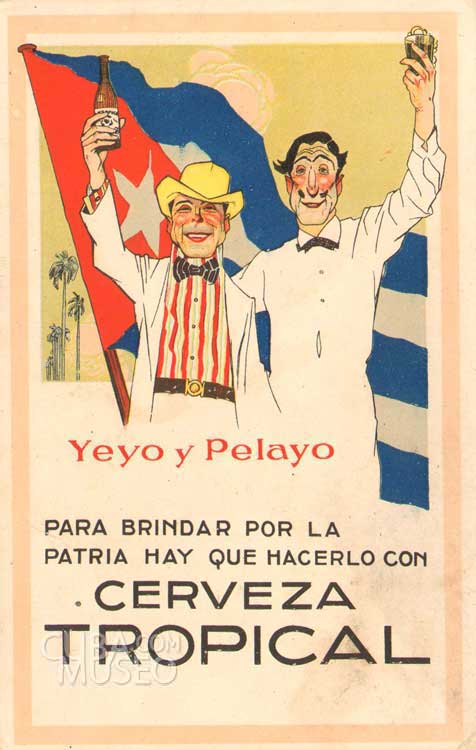 Yeyo y Pelayo
PARA BRINDAR POR LA
PATRIA HAY QUE HACERLO CON
CERVEZA
TROPICAL
CUBA.COM
MUSEO